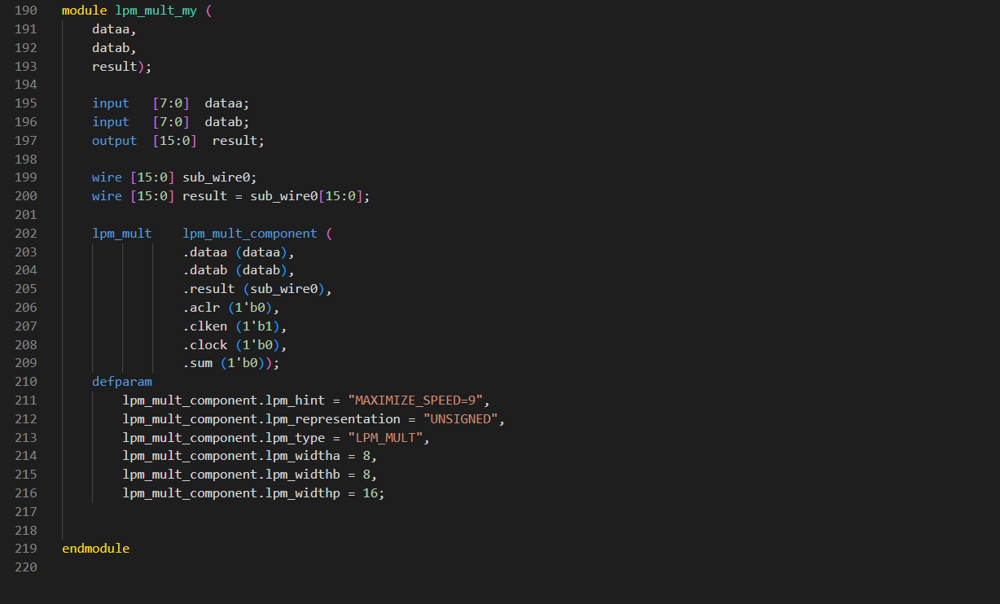 190 module lpm_mult_my (
191 dataa,
192 datab,
193 result);
194
195 input [7:0] dataa;
196 input [7:0] datab;
197 output [15:0] result;
198
199 wire [15:0] sub_wire0;
200 wire [15:0] result = sub_wire0[15:0];
201
202 lpm_mult lpm_mult_component (
203 .dataa (dataa),
204 .datab (datab),
205 .result (sub_wire0),
206 .aclr (1'b0),
207 .clken (1'b1),
208 .clock (1'b0),
209 .sum (1'b0));
210 defparam
211 lpm_mult_component.lpm_hint = "MAXIMIZE_SPEED=9",
212 lpm_mult_component.lpm_representation = "UNSIGNED",
213 lpm_mult_component.lpm_type = "LPM_MULT",
214 lpm_mult_component.lpm_widtha = 8,
215 lpm_mult_component.lpm_widthb = 8,
216 lpm_mult_component.lpm_widthp = 16;
217
218
219 endmodule
220